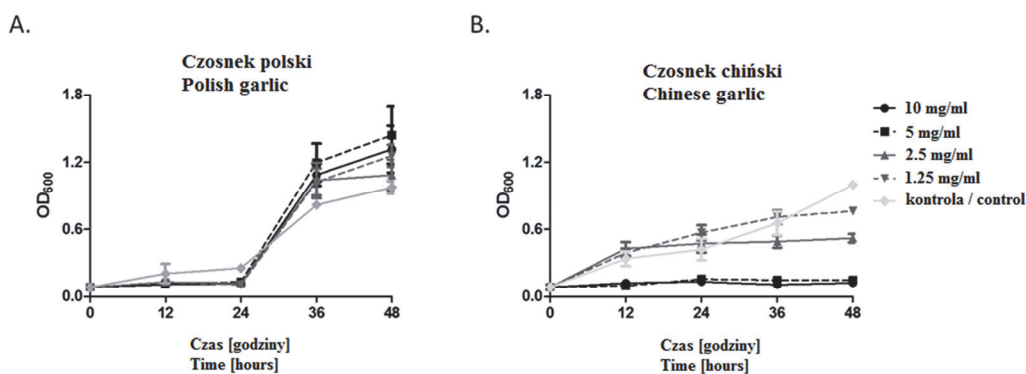 A.
Czosnek polski
Polish garlic
1.8
1.2
0.6
0.0
OD600
0
12
24
36
48
Czas [godziny]
Time [hours]
B.
Czosnek chiński
Chinese garlic
1.8
1.2
0.6
0.0
OD600
0
12
24
36
48
Czas [godziny]
Time [hours]
10 mg/ml
5 mg/ml
2.5 mg/ml
1.25 mg/ml
kontrola / control